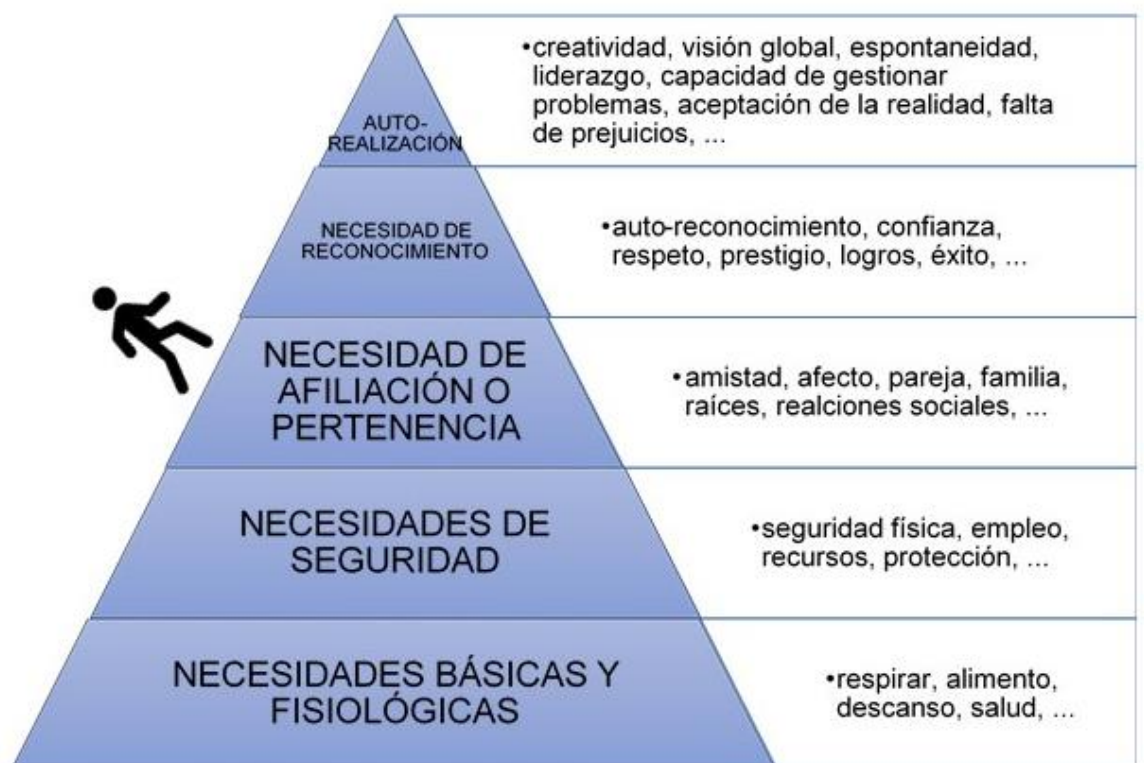 •creatividad, visión global, espontaneidad,
liderazgo, capacidad de gestionar
problemas, aceptación de la realidad, falta
de prejuicios, ...
AUTO-
REALIZACIÓN
NECESIDAD DE
RECONOCIMIENTO
•auto-reconocimiento, confianza,
respeto, prestigio, logros, éxito, ...
NECESIDAD DE
AFILIACIÓN O
PERTENENCIA
•amistad, afecto, pareja, familia,
raíces, realciones sociales, ...
NECESIDADES DE
SEGURIDAD
•seguridad física, empleo,
recursos, protección, ...
NECESIDADES BÁSICAS Y
FISIOLÓGICAS
•respirar, alimento,
descanso, salud, ...